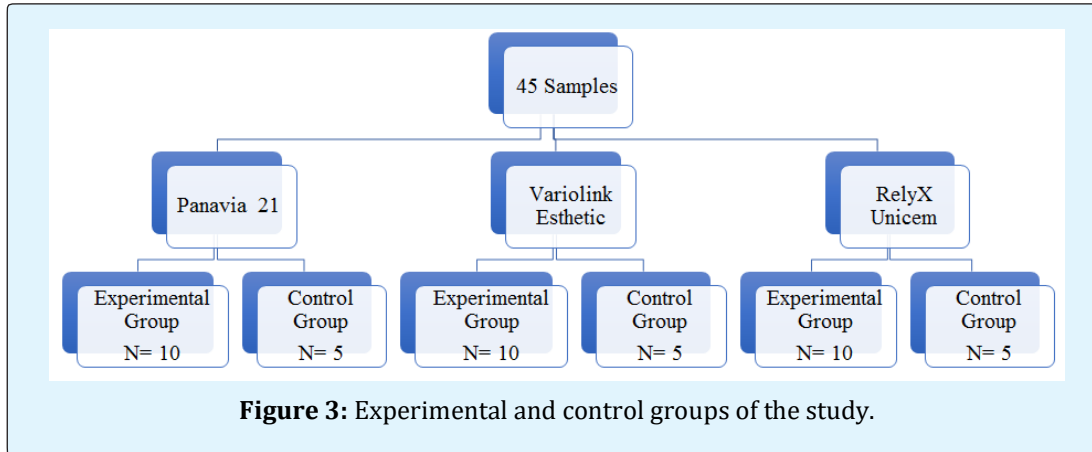 45 Samples
Panavia 21
Variolink
Esthetic
RelyX
Unicem
Experimental
Group
N= 10
Control
Group
N= 5
Experimental
Group
N= 10
Control
Group
N= 5
Experimental
Group
N= 10
Control
Group
N= 5
Figure 3: Experimental and control groups of the study.